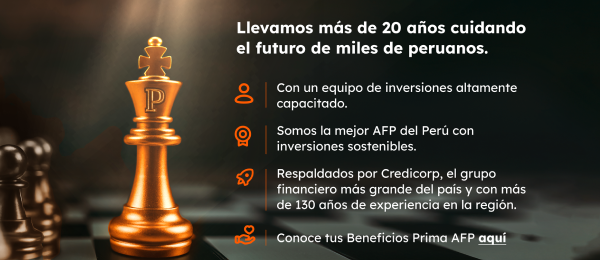 Llevamos más de 20 años cuidando
el futuro de miles de peruanos.
P
Con un equipo de inversiones altamente
capacitado.
Somos la mejor AFP del Perú con
inversiones sostenibles.
Respaldados por Credicorp, el grupo
financiero más grande del país y con más
de 130 años de experiencia en la región.
Conoce tus Beneficios Prima AFP aquí